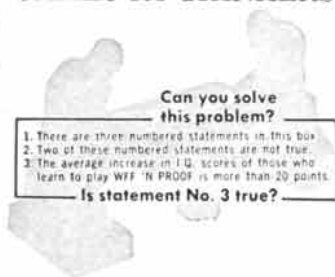 Can you solve
this problem?
1. There are three numbered statements in this box.
2. Two of these numbered statements are not true.
3. The average increase in I.Q. scores of those who
learn to play WFF 'N PROOF is more than 20 points.
Is statement No. 3 true?